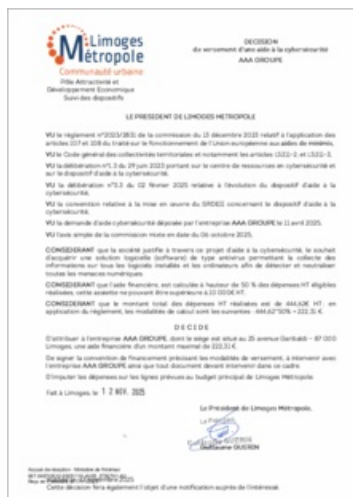 Limoges
Métropole
Communauté urbaine
Pôle Attractivité et
Développement Economique
Suivi des dispositifs
DECISION
de versement d'une aide à la cybersécurité
AAA GROUPE
LE PRESIDENT DE LIMOGES METROPOLE
VU le règlement n°2023/2831 de la commission du 13 décembre 2023 relatif à l'application des
articles 107 et 108 du traité sur le fonctionnement de l'Union européenne aux aides de minimis,
VU le Code général des collectivités territoriales et notamment les articles L5211-2, et L1511-3,
VU la délibération n°1.3 du 29 juin 2023 portant sur le centre de ressources en cybersécurité et
sur le dispositif d'aide à la cybersécurité,
VU la délibération n°3.3 du 02 février 2025 relative à l'évolution du dispositif d'aide à la
cybersécurité,
VU la convention relative à la mise en œuvre du SRDEII concernant le dispositif d'aide à la
cybersécurité,
VU la demande d'aide cybersécurité déposée par l'entreprise AAA GROUPE le 11 avril 2025,
VU l'avis simple de la commission mixte en date du 06 octobre 2025,
CONSIDERANT que la société justifie à travers ce projet d'aide à la cybersécurité, le souhait
d'acquérir une solution logicielle (software) de type antivirus permettant la collecte des
informations sur tous les logiciels installés et les ordinateurs afin de détecter et neutraliser
toutes les menaces numériques.
CONSIDERANT que l'aide financière, est calculée à hauteur de 50 % des dépenses HT éligibles
réalisées, cette assiette ne pouvant être supérieure à 10 000€ HT.
CONSIDERANT que le montant total des dépenses HT réalisées est de 444,62€ HT; en
application du règlement, les modalités de calcul sont les suivantes : 444,62*50% = 222,31 €.
D E C I D E
D'attribuer à l'entreprise AAA GROUPE, dont le siège est situé au 25 avenue Garibaldi – 87 000
Limoges, une aide financière d'un montant maximal de 222,31 €.
De signer la convention de financement précisant les modalités de versement, à intervenir avec
l'entreprise AAA GROUPE ainsi que tout document devant intervenir dans ce cadre.
D'imputer les dépenses sur les lignes prévues au budget principal de Limoges Métropole.
Fait à Limoges, le 12 NOV. 2025
Le Président de Limoges Métropole,
Le Président
Guillaume GUERIN
Guillaume GUERIN
Accusé de réception - Ministère de l'Intérieur
Cette décision fera également l'objet d'une notification auprès de l'intéressé.